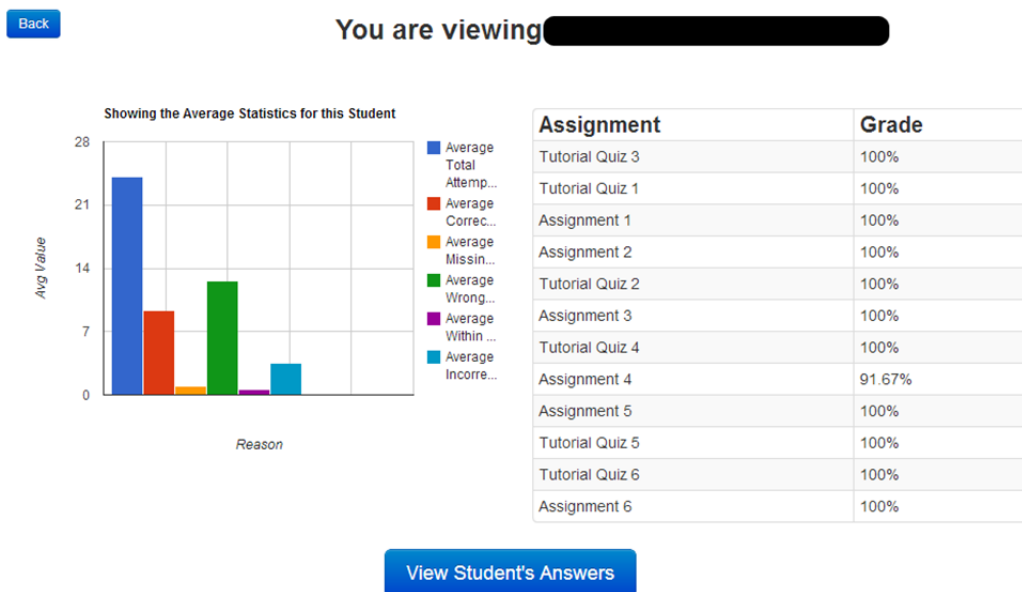 Back
You are viewing
Showing the Average Statistics for this Student
28
21
14
7
0
Avg Value
Reason
Average
Total
Attemp...
Average
Correc...
Average
Missin...
Average
Wrong...
Average
Within ...
Average
Incorre...
Assignment Grade
Tutorial Quiz 3 100%
Tutorial Quiz 1 100%
Assignment 1 100%
Assignment 2 100%
Tutorial Quiz 2 100%
Assignment 3 100%
Tutorial Quiz 4 100%
Assignment 4 91.67%
Assignment 5 100%
Tutorial Quiz 5 100%
Tutorial Quiz 6 100%
Assignment 6 100%
View Student's Answers